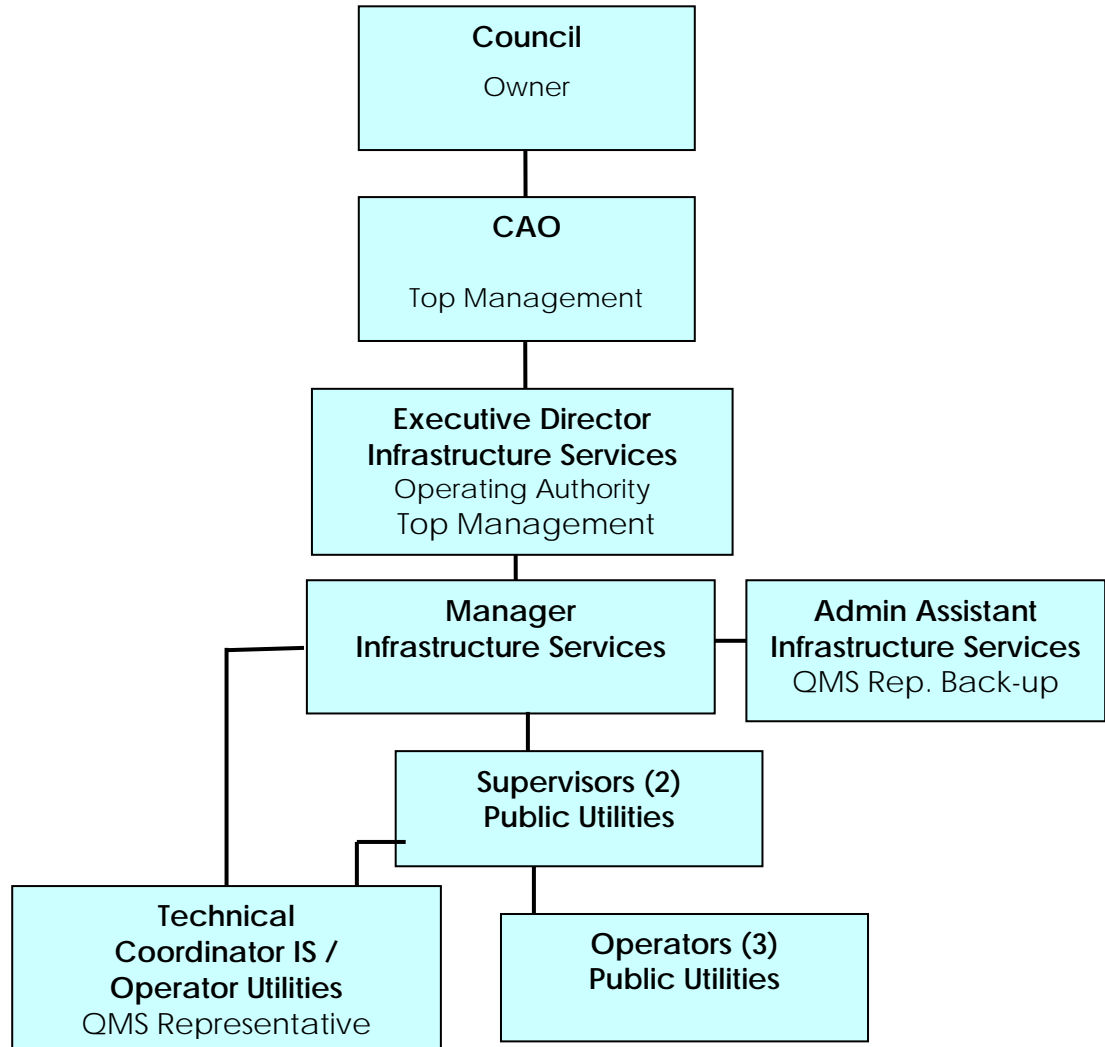 Council
Owner
CAO
Top Management
Executive Director
Infrastructure Services
Operating Authority
Top Management
Manager
Infrastructure Services
Admin Assistant
Infrastructure Services
QMS Rep. Back-up
Supervisors (2)
Public Utilities
Technical
Coordinator IS /
Operator Utilities
QMS Representative
Operators (3)
Public Utilities